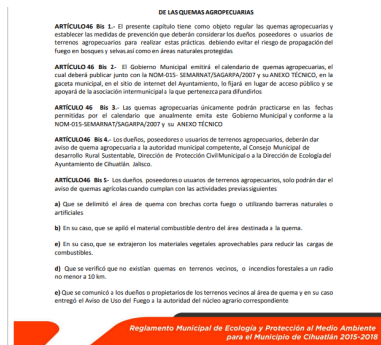 DE LAS QUEMAS AGROPECUARIAS
ARTÍCULO46 Bis 1.- El presente capítulo tiene como objeto regular las quemas agropecuarias y
establecer las medidas de prevención que deberán considerar los dueños, poseedores o usuarios de
terrenos agropecuarios para realizar estas prácticas, debiendo evitar el riesgo de propagación del
fuego en bosques y selvas así como en áreas naturales protegidas
ARTÍCULO 46 Bis 2.- El Gobierno Municipal emitirá el calendario de quemas agropecuarias, el
cual deberá publicar junto con la NOM-015- SEMARNAT/SAGARPA/2007 y su ANEXO TÉCNICO, en la
gaceta municipal, en el sitio de internet del Ayuntamiento, lo fijará en lugar de acceso público y se
apoyará de la asociación intermunicipal a la que pertenezca para difundirlos
ARTÍCULO 46 Bis 3.- Las quemas agropecuarias únicamente podrán practicarse en las fechas
permitidas por el calendario que anualmente emita este Gobierno Municipal y conforme a la
NOM-015-SEMARNAT/SAGARPA/2007 y su ANEXO TÉCNICO
ARTÍCULO46 Bis 4.- Los dueños, poseedores o usuarios de terrenos agropecuarios, deberán dar
aviso de quema agropecuaria a la autoridad municipal competente, al Consejo Municipal de
desarrollo Rural Sustentable, Dirección de Protección Civil Municipal o a la Dirección de Ecología del
Ayuntamiento de Cihuatlán. Jalisco.
ARTÍCULO46 Bis 5- Los dueños, poseedores o usuarios de terrenos agropecuarios, solo podrán dar el
aviso de quemas agrícolas cuando cumplan con las actividades previas siguientes
a) Que se delimitó el área de quema con brechas corta fuego o utilizando barreras naturales o
artificiales
b) En su caso, que se apiló el material combustible dentro del área destinada a la quema.
e) En su caso, que se extrajeron los materiales vegetales aprovechables para reducir las cargas de
combustibles.
d) Que se verificó que no existían quemas en terrenos vecinos, o incendios forestales a un radio
no menor a 10 km.
e) Que se comunicó a los dueños o propietarios de los terrenos vecinos al área de quema y en su caso
entregó el Aviso de Uso del Fuego a la autoridad del núcleo agrario correspondiente
Reglamento Municipal de Ecología y Protección al Medio Ambiente
para el Municipio de Cihuatlán 2015-2018